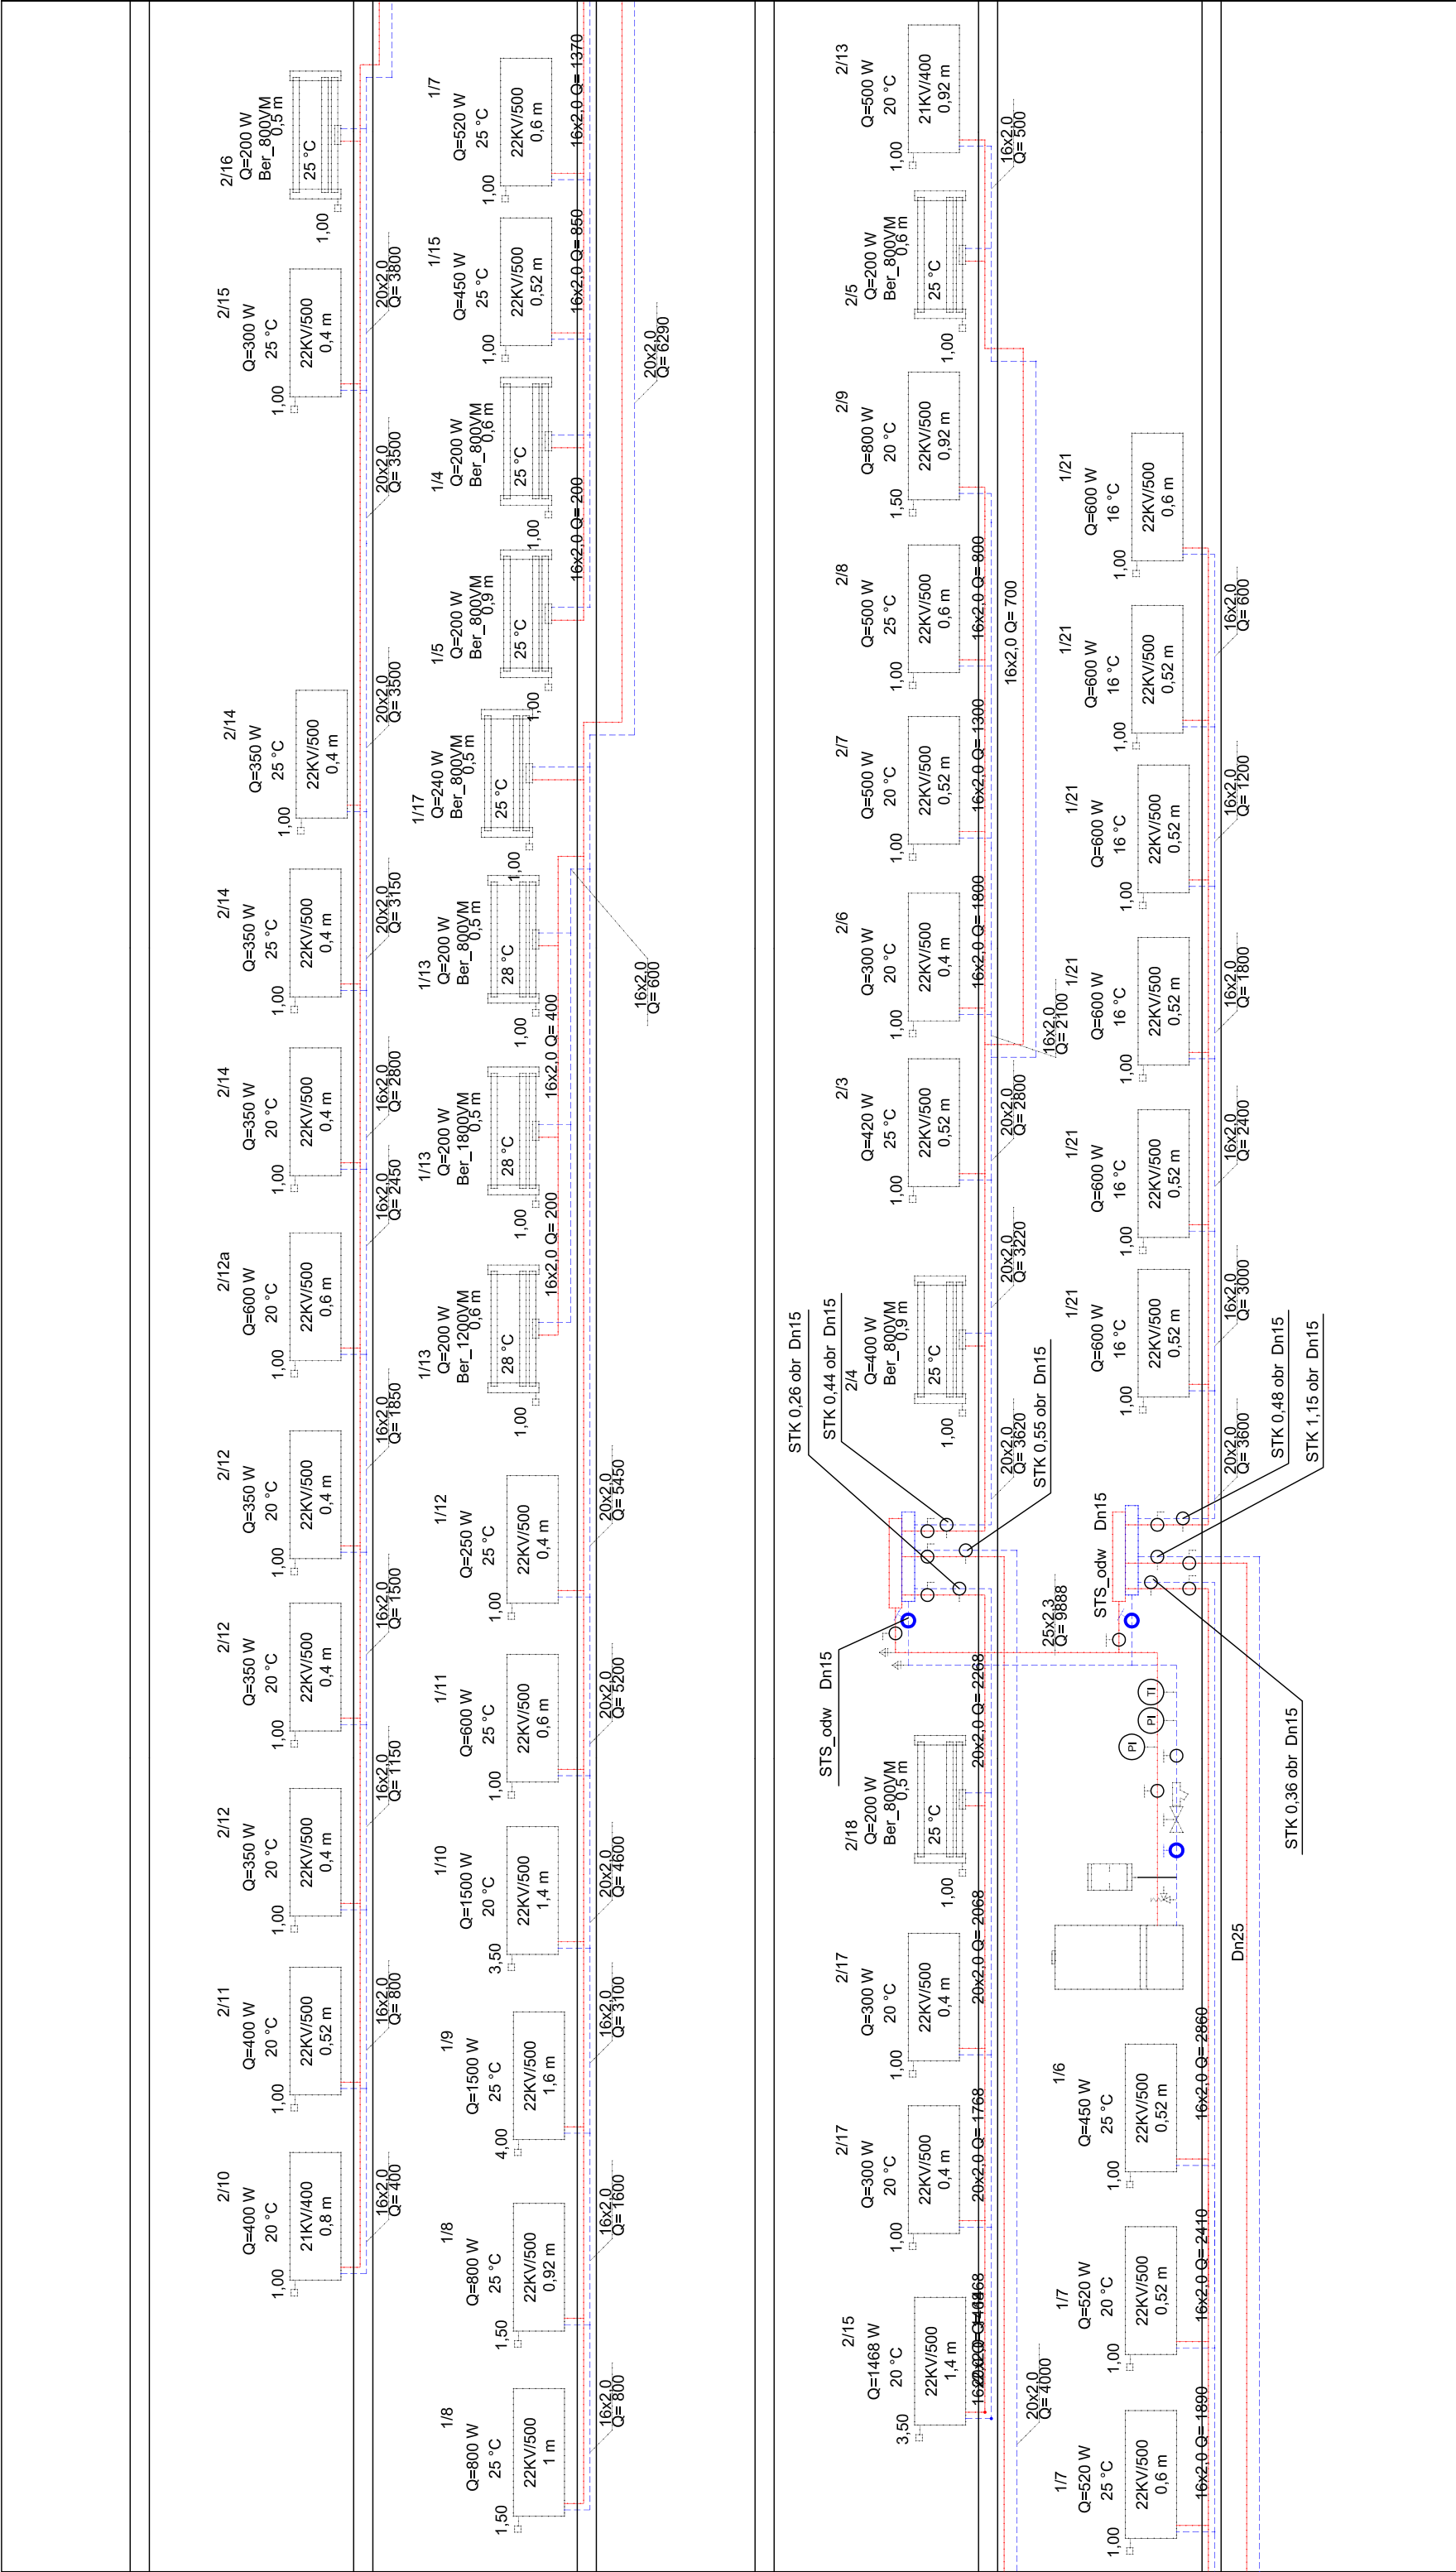 2/10
Q=400 W
20 °C
21KV/400
0,8 m
1,00
16x2,0
Q= 400
2/11
Q=400 W
20 °C
22KV/500
0,52 m
1,00
16x2,0
Q= 800
2/12
Q=350 W
20 °C
22KV/500
0,4 m
1,00
16x2,0
Q= 1150
2/12
Q=350 W
20 °C
22KV/500
0,4 m
1,00
16x2,0
Q= 1500
2/12
Q=350 W
20 °C
22KV/500
0,4 m
1,00
16x2,0
Q= 1850
2/12a
Q=600 W
20 °C
22KV/500
0,6 m
1,00
16x2,0
Q= 2450
2/14
Q=350 W
20 °C
22KV/500
0,4 m
1,00
16x2,0
Q= 2800
2/14
Q=350 W
25 °C
22KV/500
0,4 m
1,00
20x2,0
Q= 3150
2/14
Q=350 W
25 °C
22KV/500
0,4 m
1,00
20x2,0
Q= 3500
20x2,0
Q= 3500
2/15
Q=300 W
25 °C
22KV/500
0,4 m
1,00
20x2,0
Q= 3800
2/16
Q=200 W
Ber_800VM
0,5 m
25 °C
1,00
1/8
Q=800 W
25 °C
22KV/500
1 m
1,50
16x2,0
Q= 800
1/8
Q=800 W
25 °C
22KV/500
0,92 m
1,50
16x2,0
Q= 1600
1/9
Q=1500 W
25 °C
22KV/500
1,6 m
4,00
16x2,0
Q= 3100
1/10
Q=1500 W
20 °C
22KV/500
1,4 m
3,50
20x2,0
Q= 4600
1/11
Q=600 W
25 °C
22KV/500
0,6 m
1,00
20x2,0
Q= 5200
1/12
Q=250 W
25 °C
22KV/500
0,4 m
1,00
20x2,0
Q= 5450
1/13
Q=200 W
Ber_1200VM
0,6 m
28 °C
1,00
16x2,0 Q= 200
1/13
Q=200 W
Ber_1800VM
0,5 m
28 °C
1,00
16x2,0 Q= 400
1/13
Q=200 W
Ber_800VM
0,5 m
28 °C
1,00
16x2,0
Q= 600
1/17
Q=240 W
Ber_800VM
0,5 m
25 °C
1,00
1/5
Q=200 W
Ber_800VM
0,9 m
25 °C
1,00
16x2,0 Q= 200
1/4
Q=200 W
Ber_800VM
0,6 m
25 °C
1,00
20x2,0
Q= 6290
1/15
Q=450 W
25 °C
22KV/500
0,52 m
1,00
16x2,0 Q= 850
1/7
Q=520 W
25 °C
22KV/500
0,6 m
1,00
16x2,0 Q= 1370
2/15
Q=1468 W
20 °C
22KV/500
1,4 m
3,50
20x2,0
Q= 4000
2/17
Q=300 W
20 °C
22KV/500
0,4 m
1,00
20x2,0 Q= 1768
2/17
Q=300 W
20 °C
22KV/500
0,4 m
1,00
20x2,0 Q= 2068
2/18
Q=200 W
Ber_800VM
0,5 m
25 °C
1,00
20x2,0 Q= 2268
STS_odw Dn15
STK 0,26 obr Dn15
STK 0,44 obr Dn15
STK 0,55 obr Dn15
2/4
Q=400 W
Ber_800VM
0,9 m
25 °C
1,00
20x2,0
Q= 3620
20x2,0
Q= 3220
2/3
Q=420 W
25 °C
22KV/500
0,52 m
1,00
20x2,0
Q= 2800
2/6
Q=300 W
20 °C
22KV/500
0,4 m
1,00
16x2,0
Q= 2100
16x2,0 Q= 1800
2/7
Q=500 W
20 °C
22KV/500
0,52 m
1,00
16x2,0 Q= 1300
2/8
Q=500 W
25 °C
22KV/500
0,6 m
1,00
16x2,0 Q= 800
16x2,0 Q= 700
2/9
Q=800 W
20 °C
22KV/500
0,92 m
1,50
2/5
Q=200 W
Ber_800VM
0,6 m
25 °C
1,00
16x2,0
Q= 500
2/13
Q=500 W
20 °C
21KV/400
0,92 m
1,00
1/7
Q=520 W
25 °C
22KV/500
0,6 m
1,00
16x2,0 Q= 1890
1/7
Q=520 W
20 °C
22KV/500
0,52 m
1,00
16x2,0 Q= 2410
1/6
Q=450 W
25 °C
22KV/500
0,52 m
1,00
16x2,0 Q= 2860
Dn25
PI
PI
TI
25x2,3
Q= 9888
STS_odw Dn15
STK 0,36 obr Dn15
STK 0,48 obr Dn15
STK 1,15 obr Dn15
20x2,0
Q= 3600
1/21
Q=600 W
16 °C
22KV/500
0,52 m
1,00
16x2,0
Q= 3000
1/21
Q=600 W
16 °C
22KV/500
0,52 m
1,00
16x2,0
Q= 2400
1/21
Q=600 W
16 °C
22KV/500
0,52 m
1,00
16x2,0
Q= 1800
1/21
Q=600 W
16 °C
22KV/500
0,52 m
1,00
16x2,0
Q= 1200
1/21
Q=600 W
16 °C
22KV/500
0,52 m
1,00
16x2,0
Q= 600
1/21
Q=600 W
16 °C
22KV/500
0,6 m
1,00